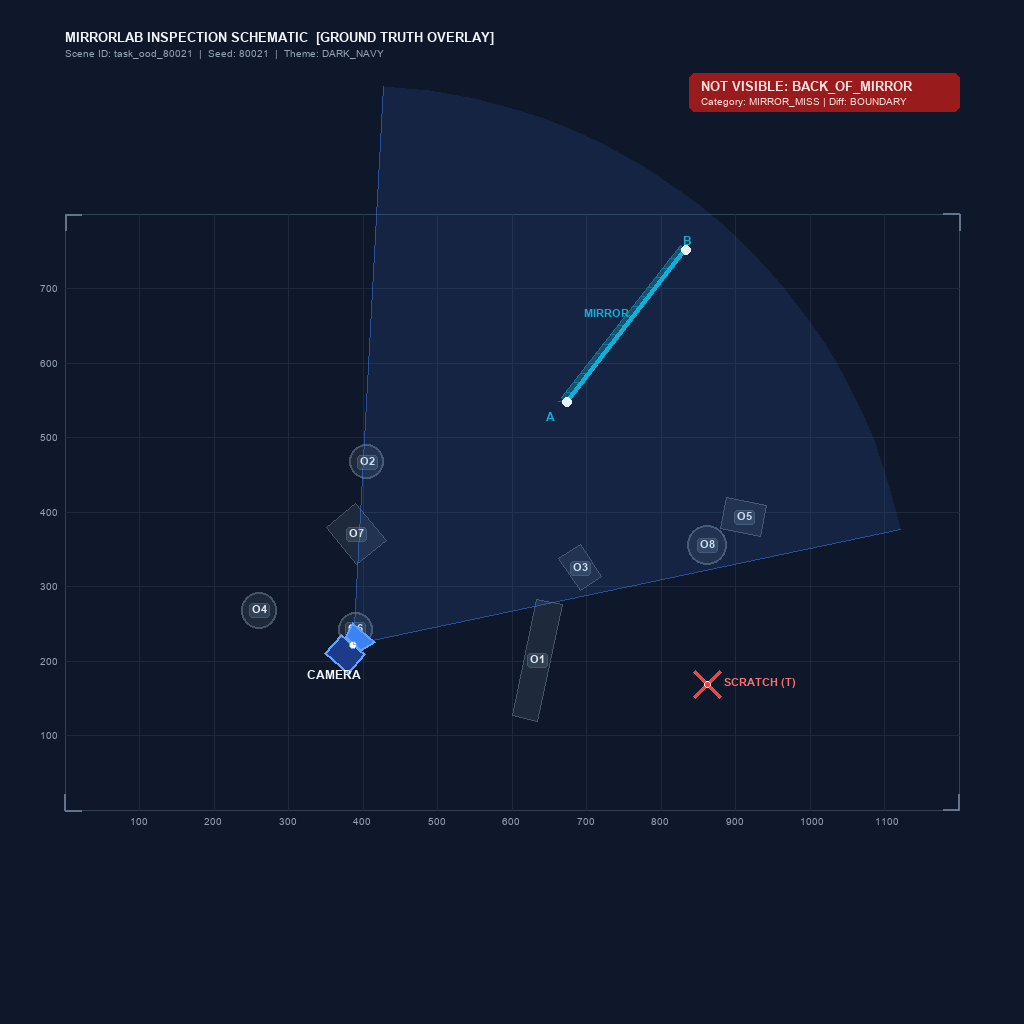 MIRRORLAB INSPECTION SCHEMATIC [GROUND TRUTH OVERLAY]
Scene ID: task_ood_80021 | Seed: 80021 | Theme: DARK_NAVY
NOT VISIBLE: BACK_OF_MIRROR
Category: MIRROR_MISS | Diff: BOUNDARY
B
700
MIRROR
600
A
500
O2
400
O5
O7
O8
O3
300
O4
O6
200
O1
CAMERA
SCRATCH (T)
100
100 200 300 400 500 600 700 800 900 1000 1100